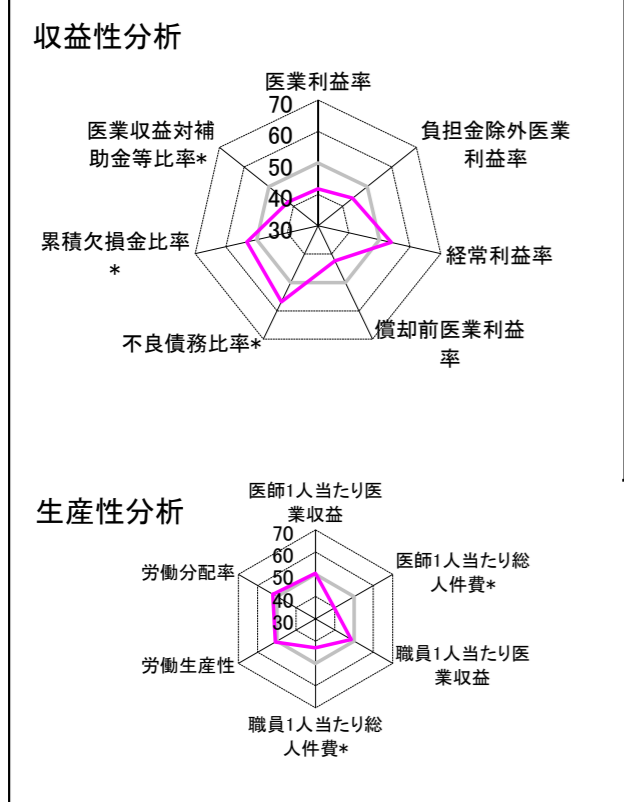 収益性分析
医業利益率
70
60
50
40
30
負担金除外医業
利益率
経常利益率
償却前医業利益
率
不良債務比率*
累積欠損金比率
*
医業収益対補
助金等比率*
生産性分析
医師1人当たり医
業収益
70
60
50
40
30
医師1人当たり総
人件費*
職員1人当たり医
業収益
職員1人当たり総
人件費*
労働生産性
労働分配率